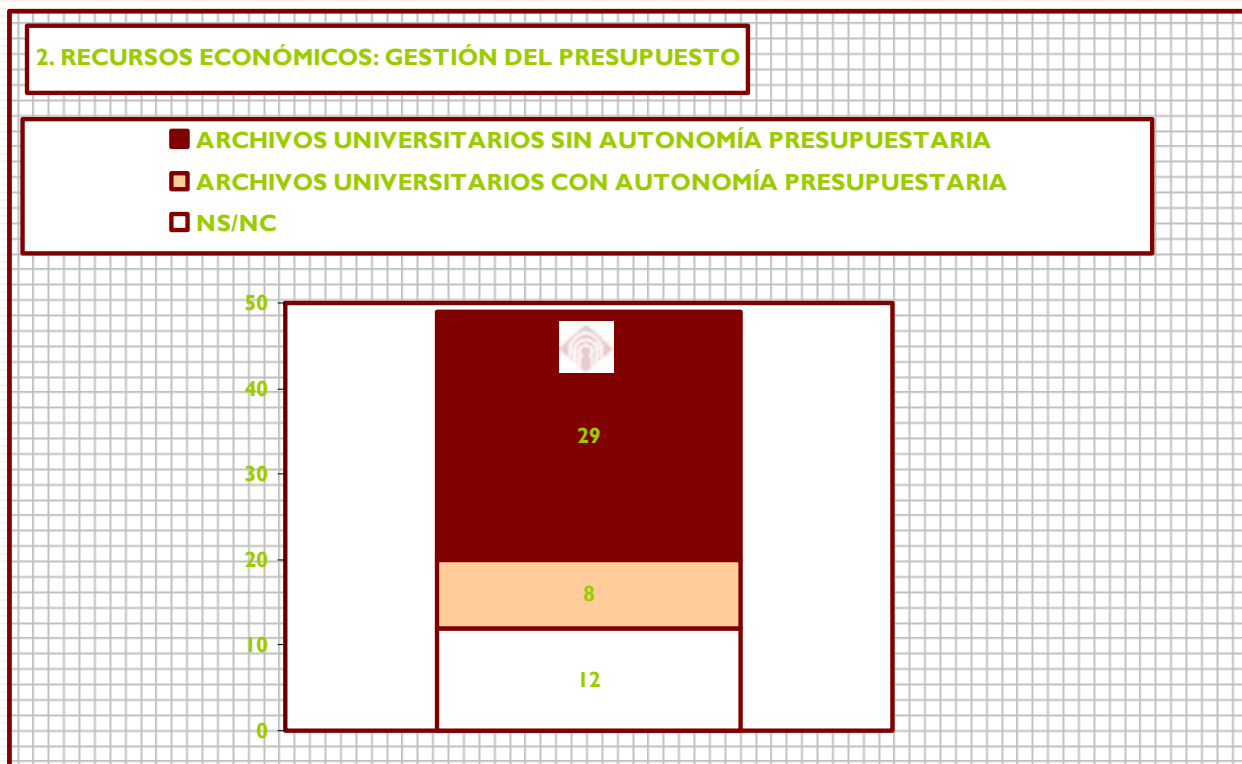 2. RECURSOS ECONÓMICOS: GESTIÓN DEL PRESUPUESTO
ARCHIVOS UNIVERSITARIOS SIN AUTONOMÍA PRESUPUESTARIA
ARCHIVOS UNIVERSITARIOS CON AUTONOMÍA PRESUPUESTARIA
NS/NC
50
40
29
30
20
8
10
12
0